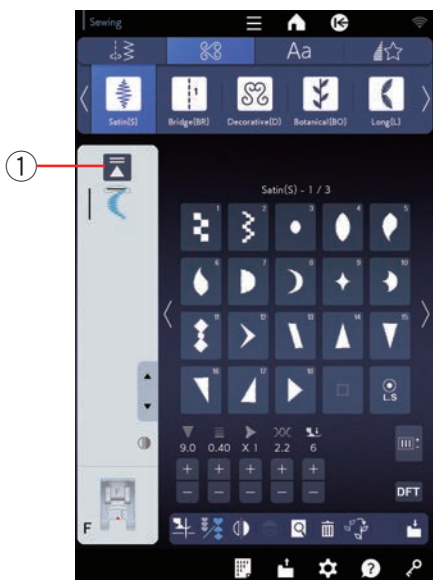 Sewing
Aa
Satin(S) Bridge(BR) Decorative(D) Botanical(BO) Long(L)
1
1
Satin(S) - 1 / 3
1 2 3 4 5
6 7 8 9 10
11 12 13 14 15
16 17 18 L.S
9.0 0.40 X 1 2.2 6
+ + + + +
− − − − − DFT
F
?